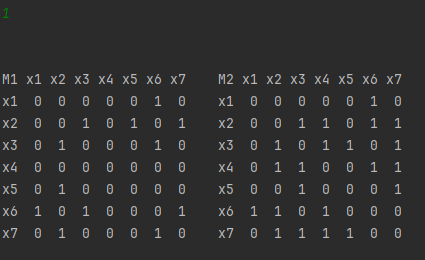 1
M1 x1 x2 x3 x4 x5 x6 x7    M2 x1 x2 x3 x4 x5 x6 x7
x1  0  0  0  0  0  1  0    x1  0  0  0  0  0  1  0
x2  0  0  1  0  1  0  1    x2  0  0  1  1  0  1  1
x3  0  1  0  0  0  1  0    x3  0  1  0  1  1  0  1
x4  0  0  0  0  0  0  0    x4  0  1  1  0  0  1  1
x5  0  1  0  0  0  0  0    x5  0  0  1  0  0  0  1
x6  1  0  1  0  0  0  1    x6  1  1  0  1  0  0  0
x7  0  1  0  0  0  1  0    x7  0  1  1  1  1  0  0